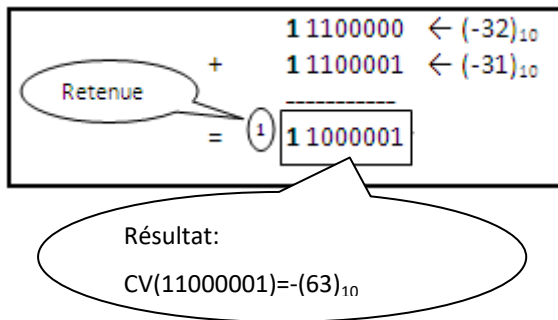 1 1100000 ← (-32)₁₀
+ 1 1100001 ← (-31)₁₀
Retenue
-----------
= 1 1 1000001
Résultat:
CV(11000001)=-(63)₁₀